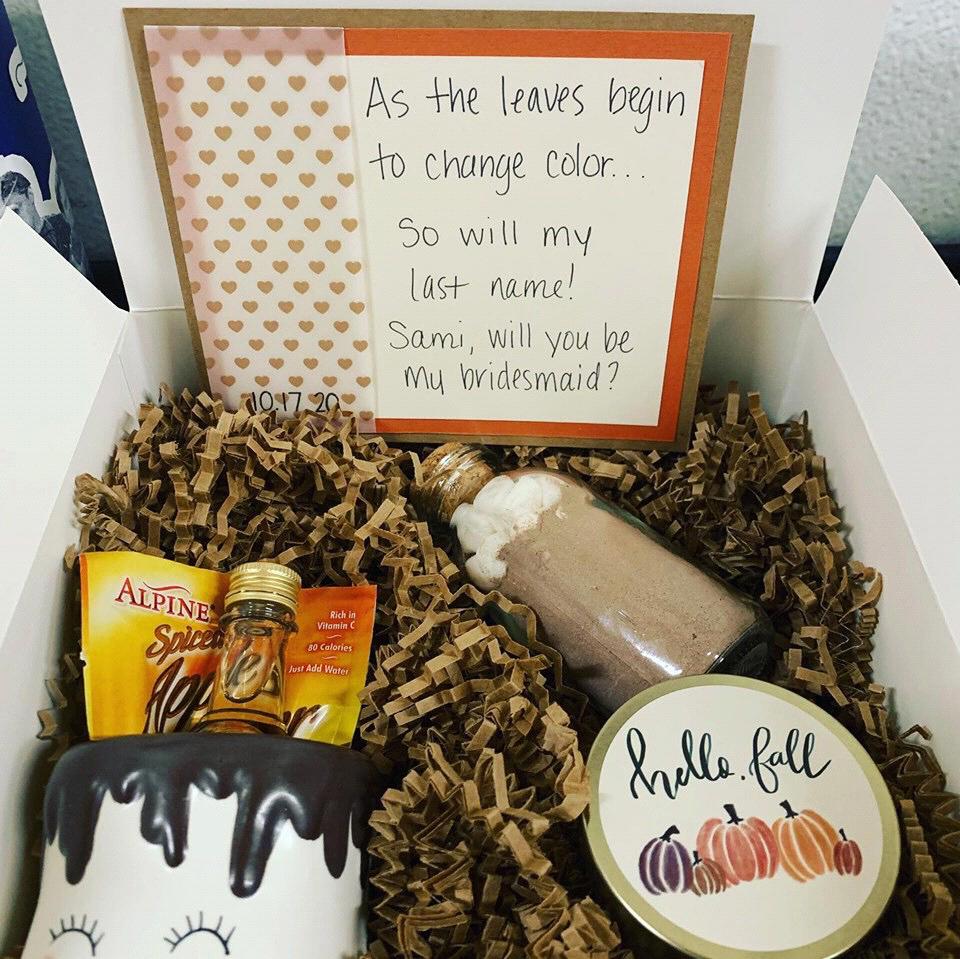 As the leaves begin
to change color...
So will my
last name!
Sami, will you be
my bridesmaid?
10.17.20
ALPINE
Spiced
Rich in
Vitamin C
80 Calories
Just Add Water
hello, fall